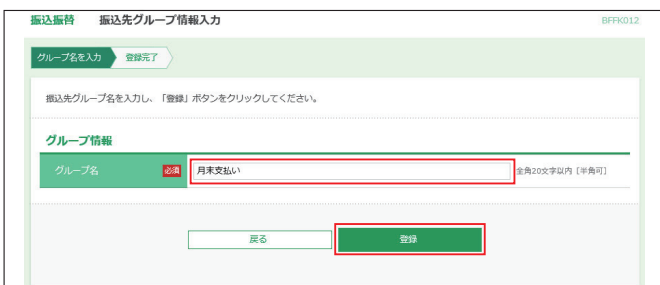 振込振替 振込先グループ情報入力 BFFK012
グループ名を入力 登録完了
振込先グループ名を入力し、「登録」ボタンをクリックしてください。
グループ情報
グループ名 必須 月末支払い 全角20文字以内［半角可］
戻る 登録